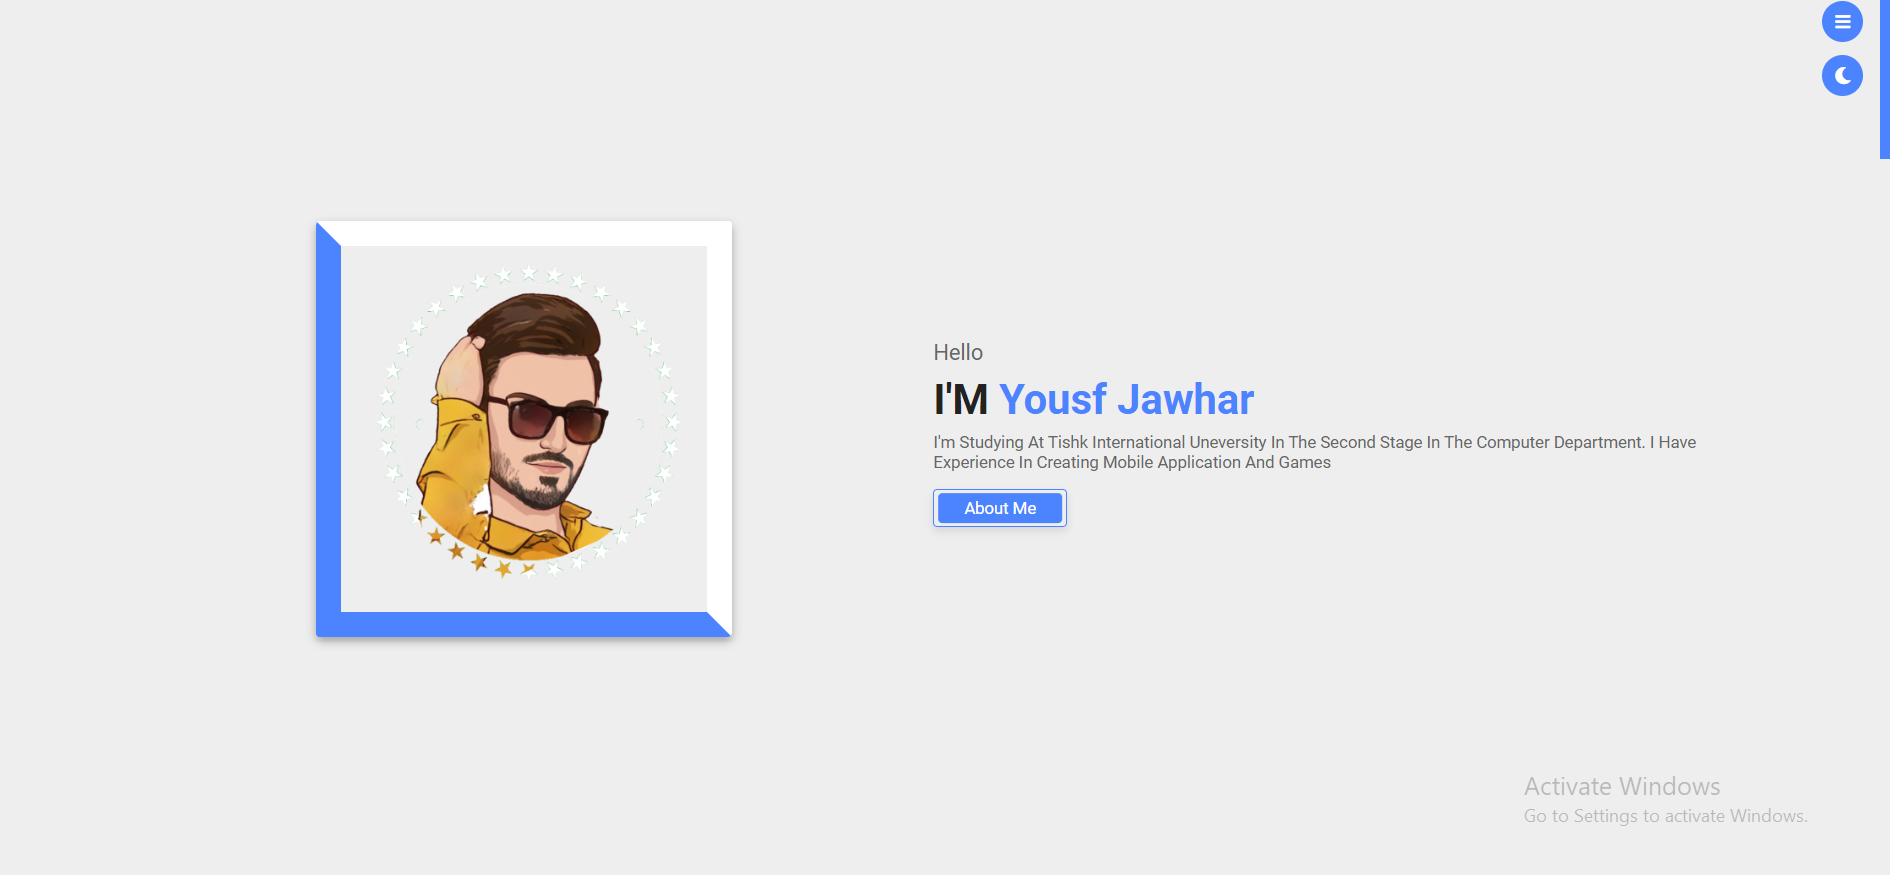 Hello
I'M Yousf Jawhar
I'm Studying At Tishk International Uneversity In The Second Stage In The Computer Department. I Have
Experience In Creating Mobile Application And Games
About Me
Activate Windows
Go to Settings to activate Windows.